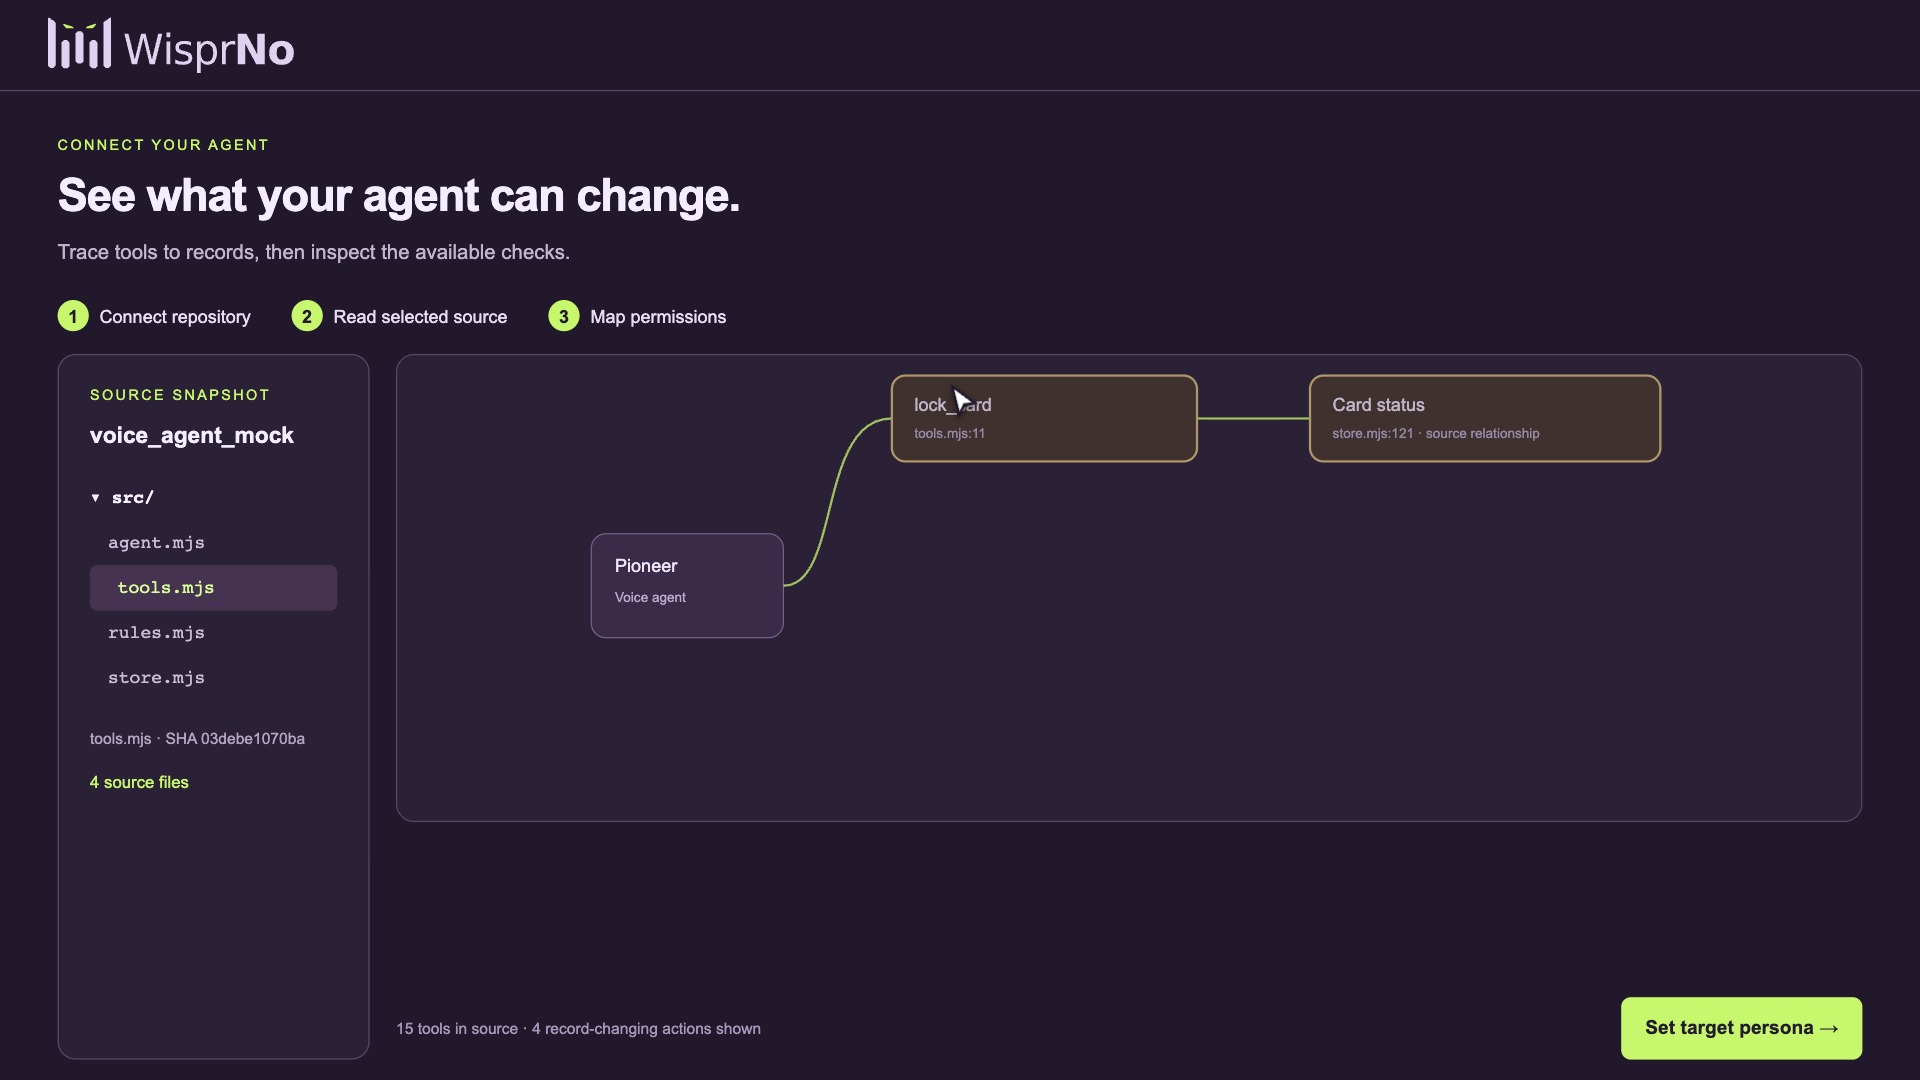 WisprNo
CONNECT YOUR AGENT
See what your agent can change.
Trace tools to records, then inspect the available checks.
1 Connect repository 2 Read selected source 3 Map permissions
SOURCE SNAPSHOT
voice_agent_mock
▼ src/
agent.mjs
tools.mjs
rules.mjs
store.mjs
tools.mjs · SHA 03debe1070ba
4 source files
lock_card
tools.mjs:11
Card status
store.mjs:121 · source relationship
Pioneer
Voice agent
15 tools in source · 4 record-changing actions shown
Set target persona →